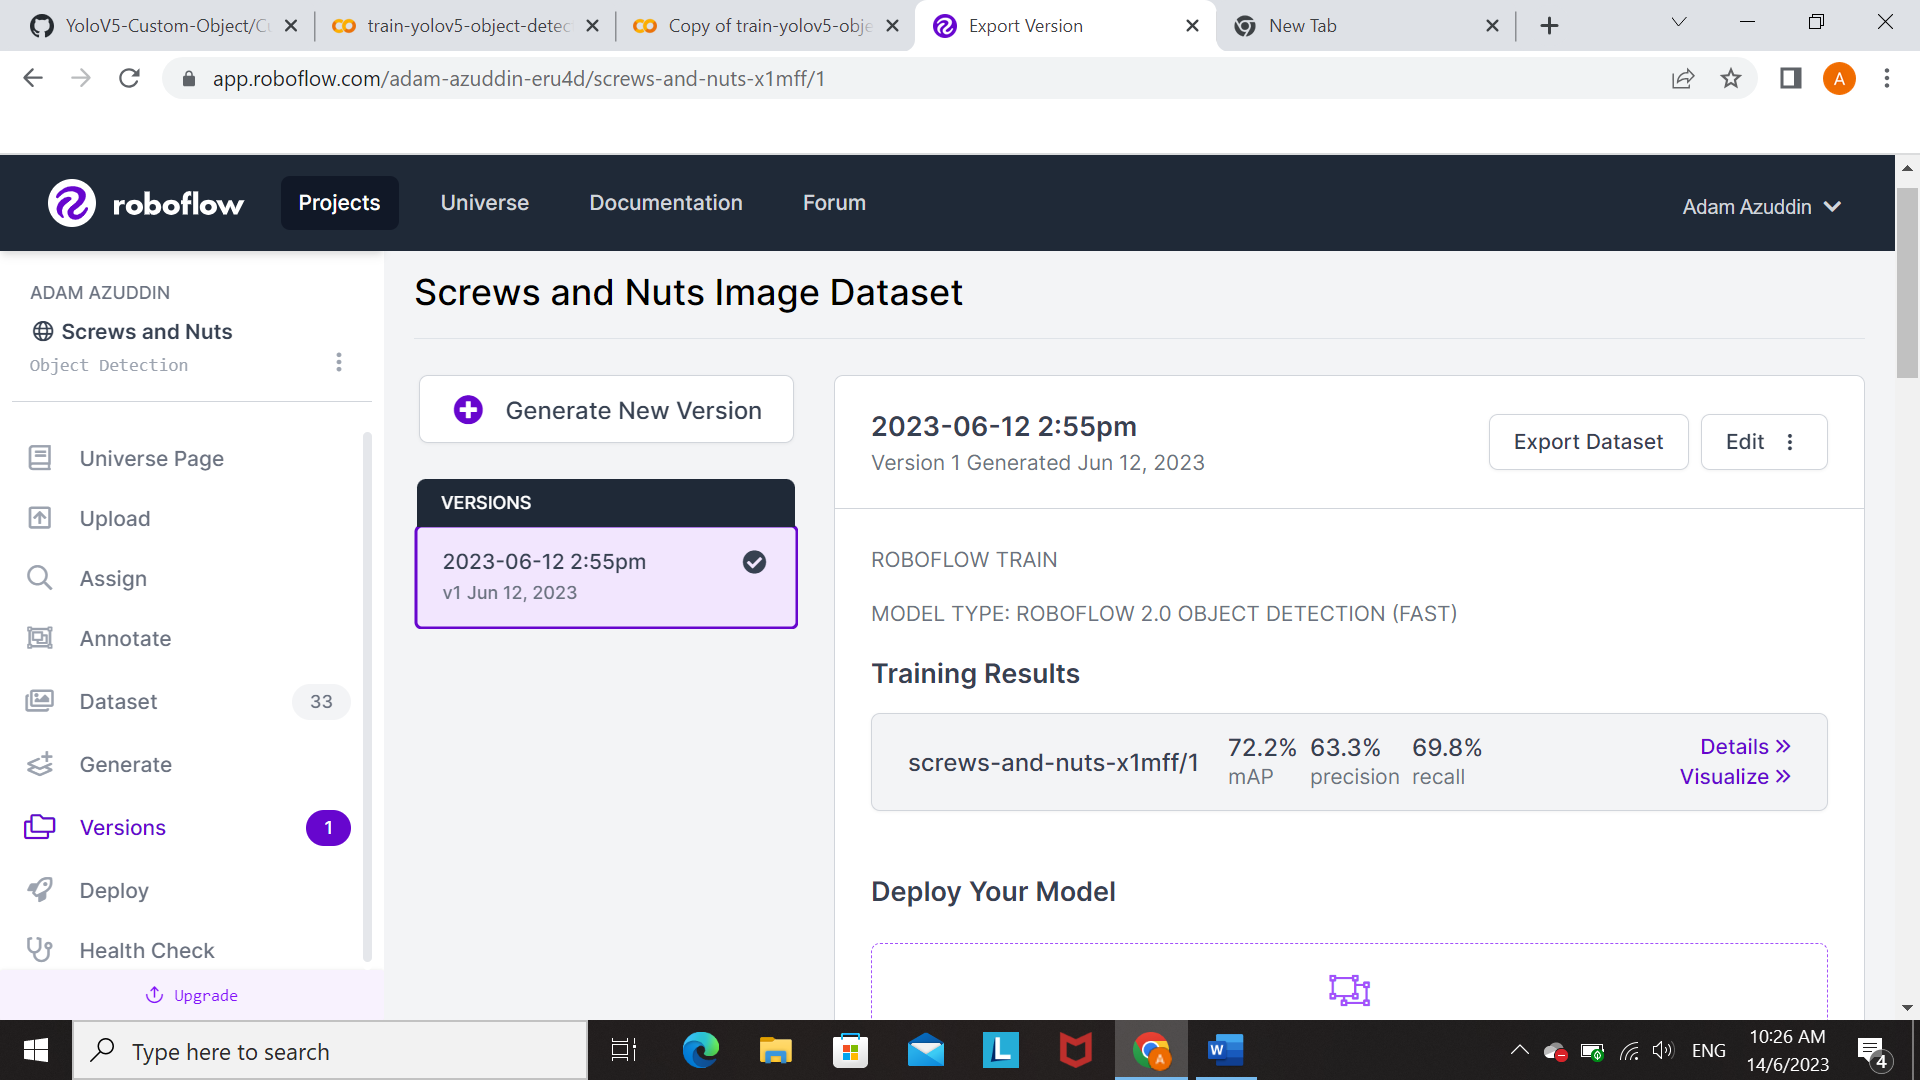 YoloV5-Custom-Object/Cu
train-yolov5-object-detec
Copy of train-yolov5-obje
Export Version
New Tab
app.roboflow.com/adam-azuddin-eru4d/screws-and-nuts-x1mff/1
A
roboflow
Projects
Universe
Documentation
Forum
Adam Azuddin
ADAM AZUDDIN
Screws and Nuts
Object Detection
Universe Page
Upload
Assign
Annotate
Dataset 33
Generate
Versions 1
Deploy
Health Check
Upgrade
Screws and Nuts Image Dataset
Generate New Version
VERSIONS
2023-06-12 2:55pm
v1 Jun 12, 2023
2023-06-12 2:55pm
Version 1 Generated Jun 12, 2023
Export Dataset
Edit
ROBOFLOW TRAIN
MODEL TYPE: ROBOFLOW 2.0 OBJECT DETECTION (FAST)
Training Results
screws-and-nuts-x1mff/1
72.2% 63.3% 69.8%
mAP precision recall
Details »
Visualize »
Deploy Your Model
Type here to search
L
A
W
ENG
10:26 AM
14/6/2023
4